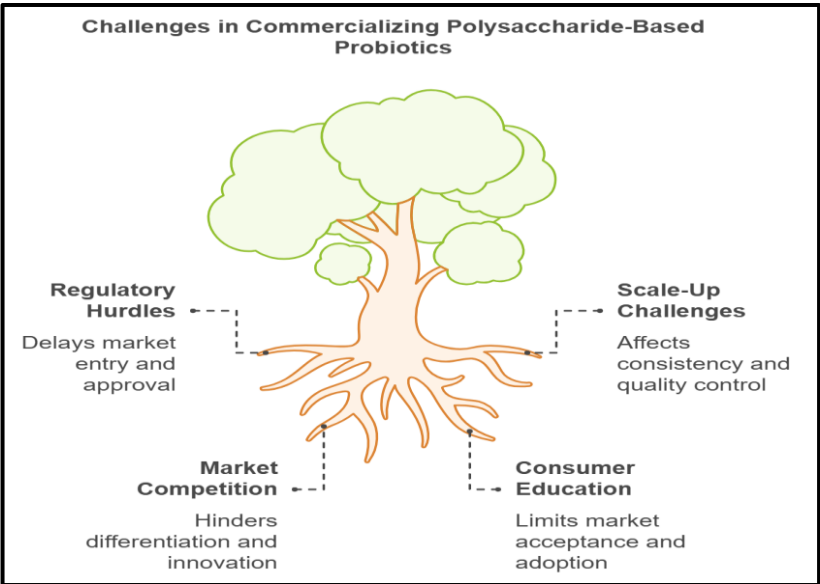 Challenges in Commercializing Polysaccharide-Based
Probiotics
Regulatory
Hurdles
Delays market
entry and
approval
Scale-Up
Challenges
Affects
consistency and
quality control
Market
Competition
Hinders
differentiation and
innovation
Consumer
Education
Limits market
acceptance and
adoption